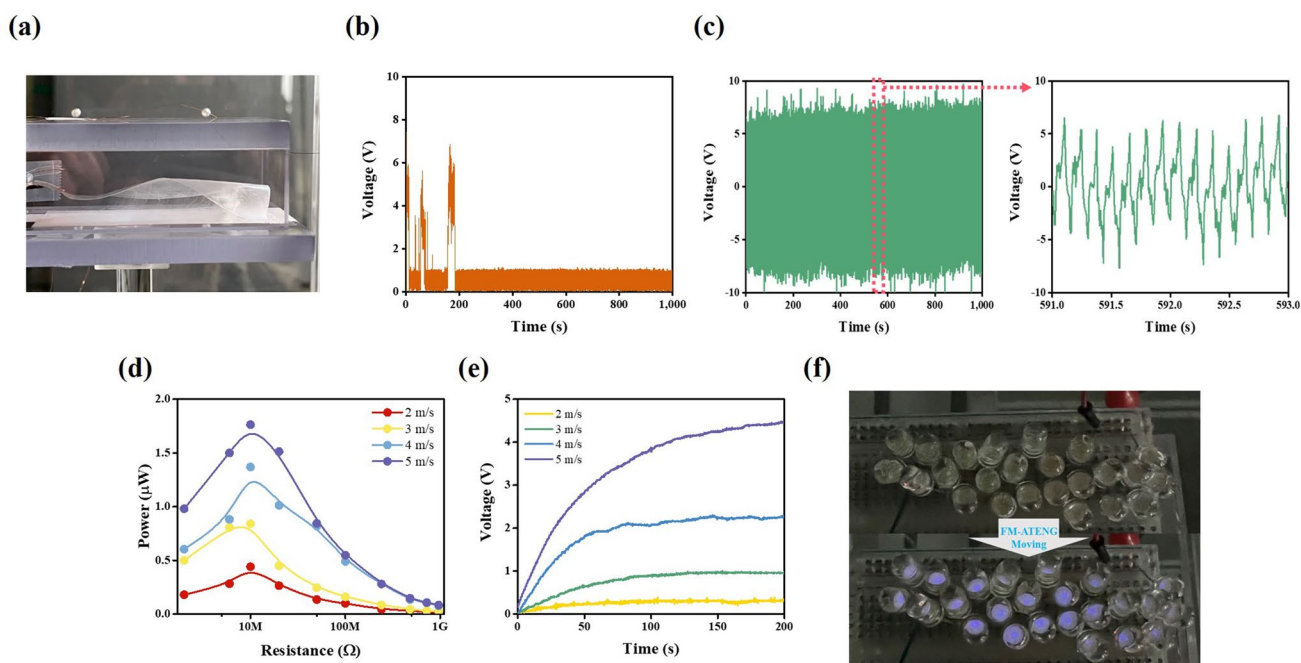 (a)
(b)
(c)
Voltage (V)
10
8
6
4
2
0
0
200
400
600
800
1,000
Time (s)
Voltage (V)
10
5
0
-5
-10
0
200
400
600
800
1,000
Time (s)
Voltage (V)
10
5
0
-5
-10
591.0
591.5
592.0
592.5
593.0
Time (s)
(d)
(e)
(f)
Power (μW)
2.0
1.5
1.0
0.5
0.0
2 m/s
3 m/s
4 m/s
5 m/s
10M
100M
1G
Resistance (Ω)
Voltage (V)
5
4
3
2
1
0
2 m/s
3 m/s
4 m/s
5 m/s
0
50
100
150
200
Time (s)
FM-ATENG
Moving